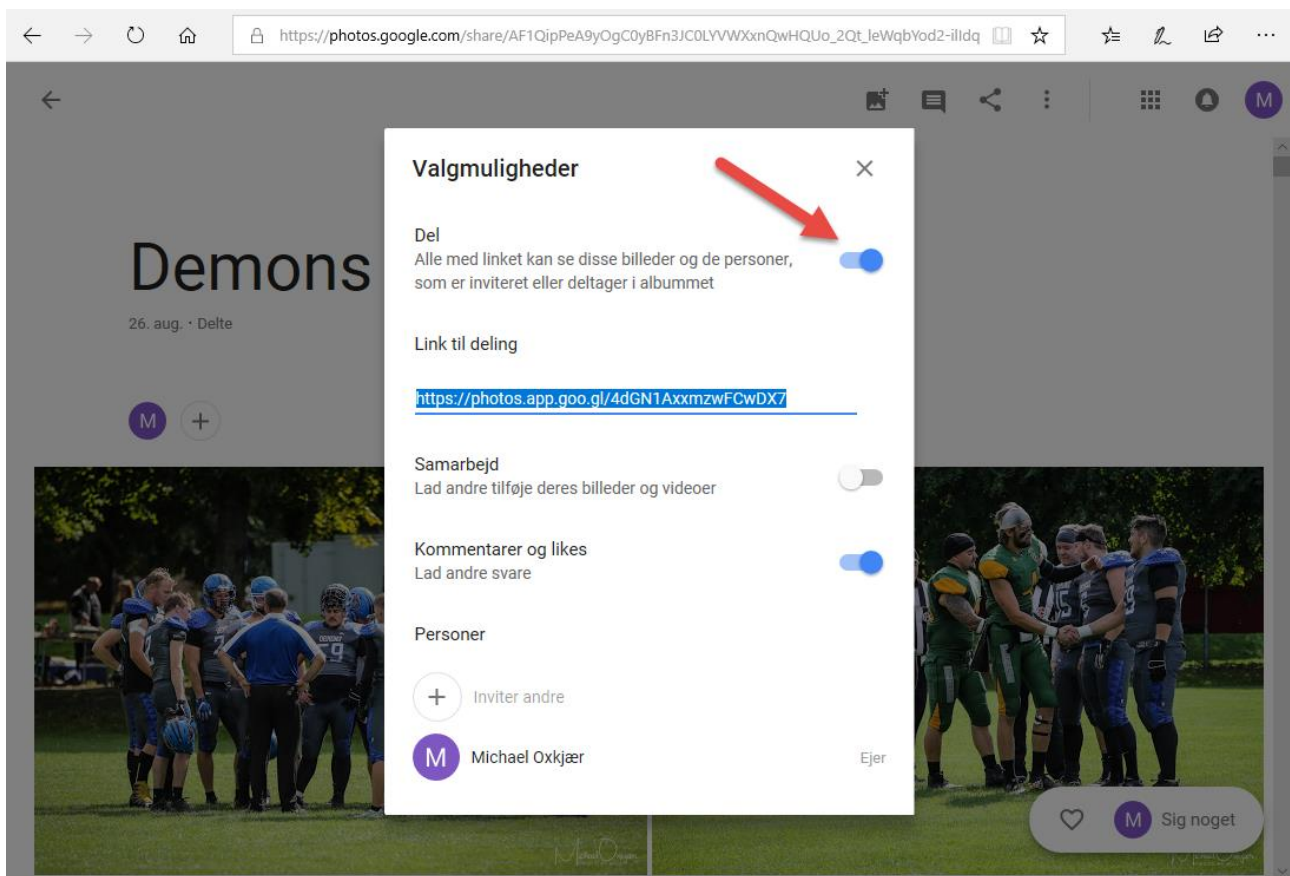 https://photos.google.com/share/AF1QipPeA9yOgC0yBFn3JC0LYVWXxnQwHQUo_2Qt_leWqbYod2-ilIdq
M
Valgmuligheder
Del
Alle med linket kan se disse billeder og de personer,
som er inviteret eller deltager i albummet
Demons
26. aug. · Delte
Link til deling
https://photos.app.goo.gl/4dGN1AxxmzwFCwDX7
M
Samarbejd
Lad andre tilføje deres billeder og videoer
Kommentarer og likes
Lad andre svare
Personer
Inviter andre
M Michael Oxkjær Ejer
M Sig noget
59